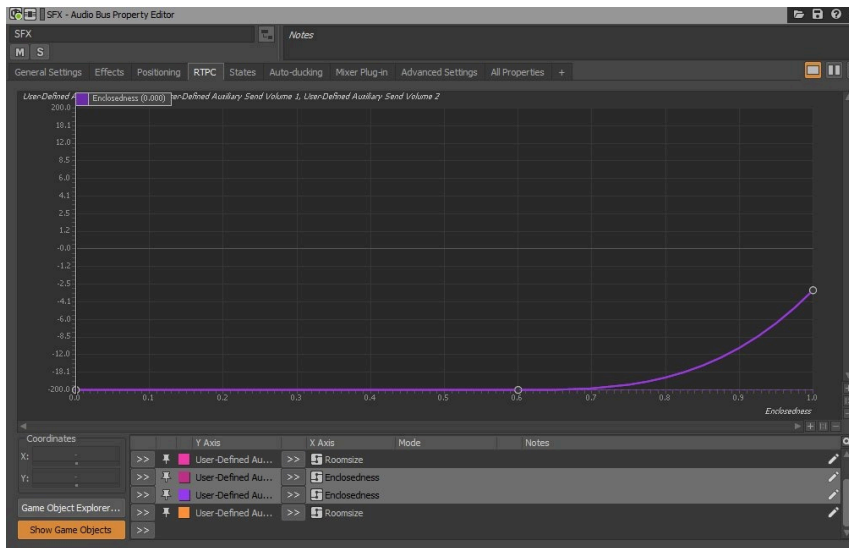 SFX - Audio Bus Property Editor
SFX
Notes
M S
General Settings Effects Positioning RTPC States Auto-ducking Mixer Plug-in Advanced Settings All Properties +
User-Defined Enclosedness (0.000) er-Defined Auxiliary Send Volume 1, User-Defined Auxiliary Send Volume 2
200.0
18.1
12.0
8.5
6.0
4.1
2.5
1.2
-0.0
-1.2
-2.5
-4.1
-6.0
-8.5
-12.0
-18.1
-200.0
0.0 0.1 0.2 0.3 0.4 0.5 0.6 0.7 0.8 0.9 1.0
Enclosedness
Coordinates
X:
Y:
Game Object Explorer...
Show Game Objects
Y Axis X Axis Mode Notes
>> User-Defined Au... >> Roomsize
>> User-Defined Au... >> Enclosedness
>> User-Defined Au... >> Enclosedness
>> User-Defined Au... >> Roomsize
>>